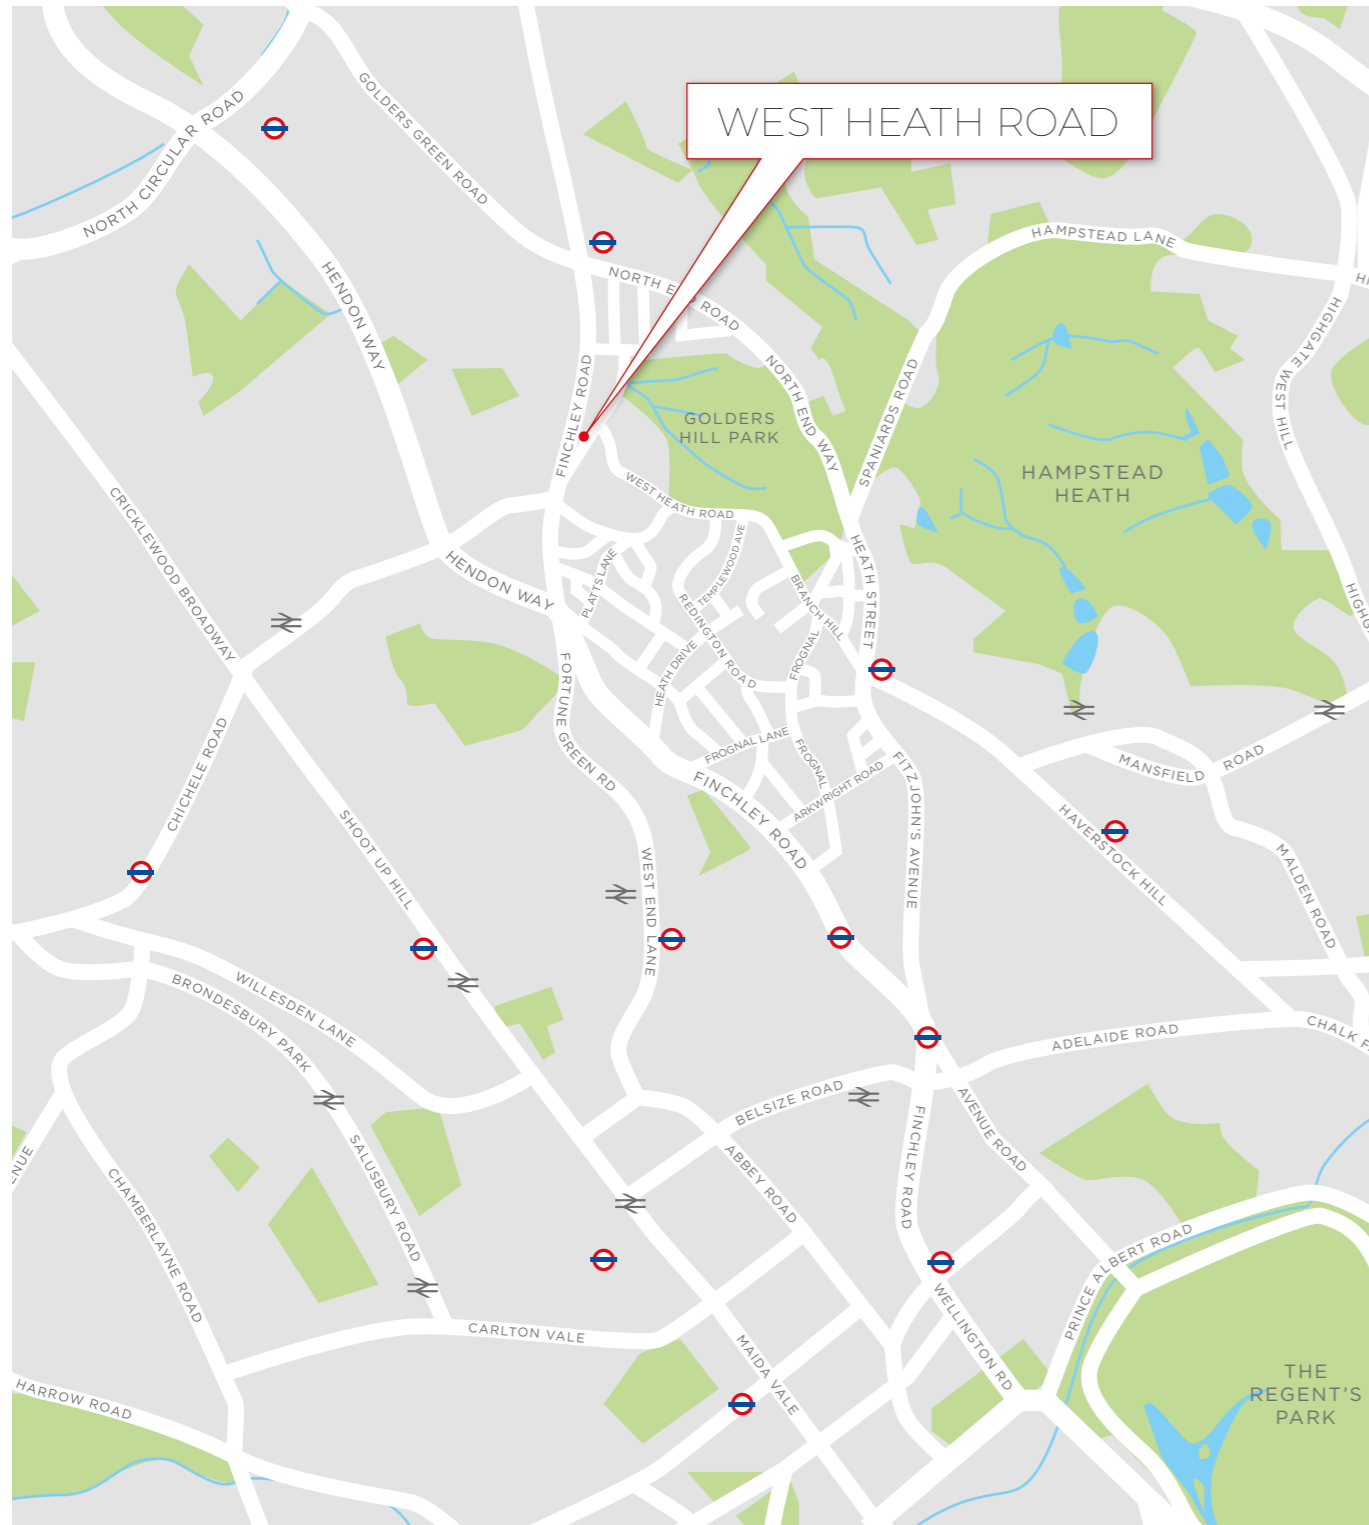 WEST HEATH ROAD
NORTH CIRCULAR ROAD
GOLDERS GREEN ROAD
HAMPSTEAD LANE
HENDON WAY
NORTH E
ROAD
HIGHGATE WEST HILL
FINCHLEY ROAD
NORTH END WAY
SPANIARDS ROAD
GOLDERS
HILL PARK
HAMPSTEAD
HEATH
WEST HEATH ROAD
CRICKLEWOOD BROADWAY
HENDON WAY
PLATTS LANE
TEMPLEWOOD AVE
HEATH STREET
BRANCH HILL
REDINGTON ROAD
FROGNAL
HEATH DRIVE
HIGHG
HI
FORTUNE GREEN RD
CHICHELE ROAD
FROGNAL LANE
FROGNAL
ARKWRIGHT ROAD
FITZJOHN'S AVENUE
MANSFIELD ROAD
FINCHLEY ROAD
SHOOT UP HILL
HAVERSTOCK HILL
MALDEN ROAD
WEST END LANE
WILLESDEN LANE
BRONDESBURY PARK
ADELAIDE ROAD
CHALK F
BELSIZE ROAD
AVENUE ROAD
FINCHLEY ROAD
ABBEY ROAD
SALUSBURY ROAD
ENUE
CHAMBERLAYNE ROAD
PRINCE ALBERT ROAD
CARLTON VALE
MAIDA VALE
WELLINGTON RD
HARROW ROAD
THE
REGENT'S
PARK